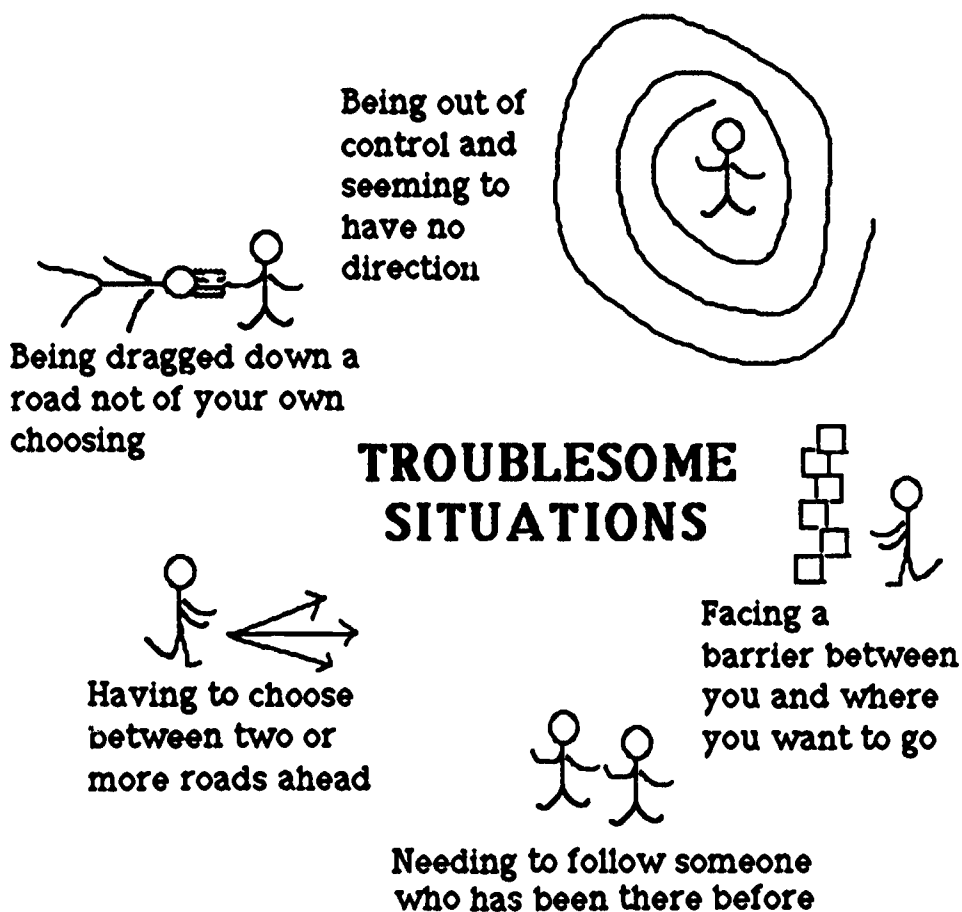 Being out of
control and
seeming to
have no
direction
Being dragged down a
road not of your own
choosing
TROUBLESOME
SITUATIONS
Facing a
barrier between
you and where
you want to go
Having to choose
between two or
more roads ahead
Needing to follow someone
who has been there before